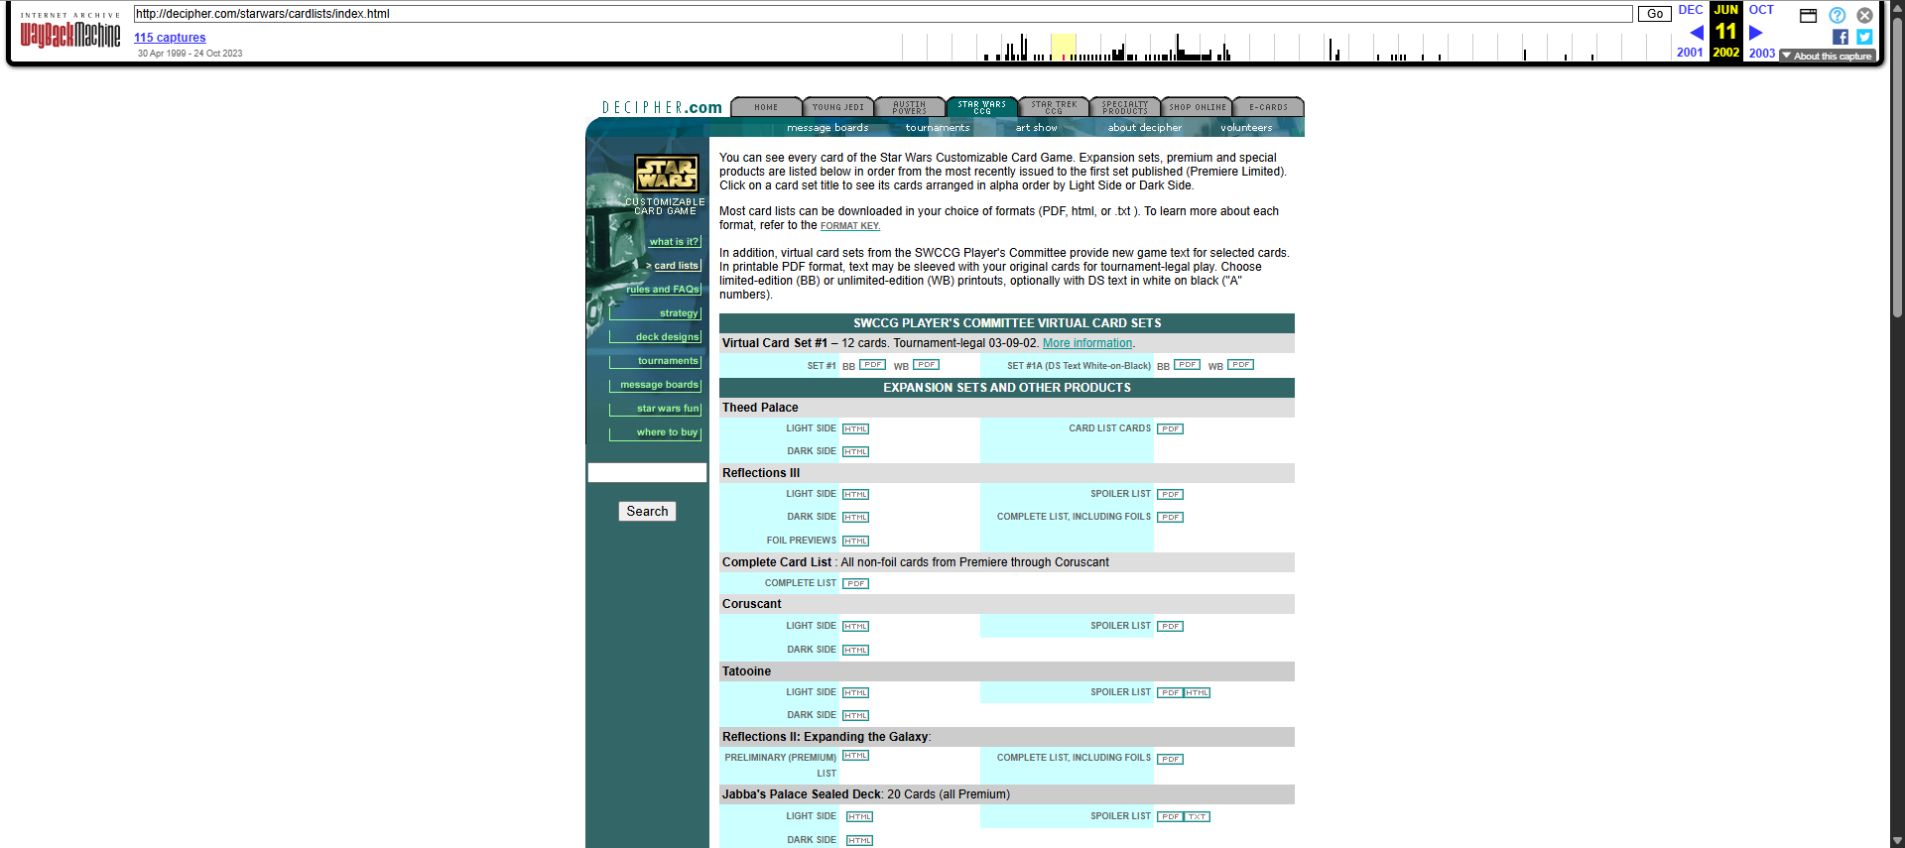 INTERNET ARCHIVE
WayBackMachine
http://decipher.com/starwars/cardlists/index.html
Go
DEC
JUN
OCT
115 captures
11
30 Apr 1999 - 24 Oct 2023
2001
2002
2003
About this capture
DECIPHER.com
HOME
YOUNG JEDI
AUSTIN
POWERS
STAR WARS
CCG
STAR TREK
CCG
SPECIALTY
PRODUCTS
SHOP ONLINE
E-CARDS
message boards
tournaments
art show
about decipher
volunteers
STAR
WARS
CUSTOMIZABLE
CARD GAME
what is it?
> card lists
rules and FAQs
strategy
deck designs
tournaments
message boards
star wars fun
where to buy
Search
You can see every card of the Star Wars Customizable Card Game. Expansion sets, premium and special
products are listed below in order from the most recently issued to the first set published (Premiere Limited).
Click on a card set title to see its cards arranged in alpha order by Light Side or Dark Side.
Most card lists can be downloaded in your choice of formats (PDF, html, or .txt ). To learn more about each
format, refer to the FORMAT KEY.
In addition, virtual card sets from the SWCCG Player's Committee provide new game text for selected cards.
In printable PDF format, text may be sleeved with your original cards for tournament-legal play. Choose
limited-edition (BB) or unlimited-edition (WB) printouts, optionally with DS text in white on black ("A"
numbers).
SWCCG PLAYER'S COMMITTEE VIRTUAL CARD SETS
Virtual Card Set #1 – 12 cards. Tournament-legal 03-09-02. More information.
SET #1 BB PDF WB PDF SET #1A (DS Text White-on-Black) BB PDF WB PDF
EXPANSION SETS AND OTHER PRODUCTS
Theed Palace
LIGHT SIDE HTML CARD LIST CARDS PDF
DARK SIDE HTML
Reflections III
LIGHT SIDE HTML SPOILER LIST PDF
DARK SIDE HTML COMPLETE LIST, INCLUDING FOILS PDF
FOIL PREVIEWS HTML
Complete Card List : All non-foil cards from Premiere through Coruscant
COMPLETE LIST PDF
Coruscant
LIGHT SIDE HTML SPOILER LIST PDF
DARK SIDE HTML
Tatooine
LIGHT SIDE HTML SPOILER LIST PDF HTML
DARK SIDE HTML
Reflections II: Expanding the Galaxy:
PRELIMINARY (PREMIUM) HTML COMPLETE LIST, INCLUDING FOILS PDF
LIST
Jabba's Palace Sealed Deck: 20 Cards (all Premium)
LIGHT SIDE HTML SPOILER LIST PDF TXT
DARK SIDE HTML